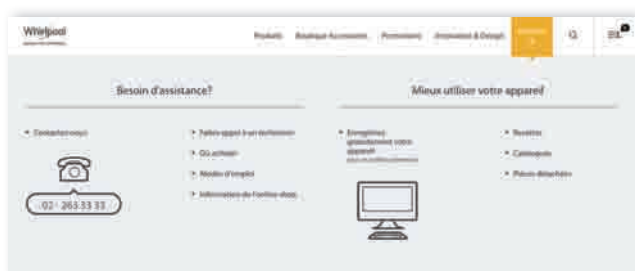 Whirlpool
Produits Boutique Accessoires Promotions Innovation & Design
Besoin d'assistance?
Mieux utiliser votre appareil
Contactez-nous
02 - 263 33 33
Faites appel à un technicien
Où acheter
Modes d'emploi
Information de l'online shop
Enregistrez
gratuitement votre
appareil
Recettes
Catalogues
Pièces détachées